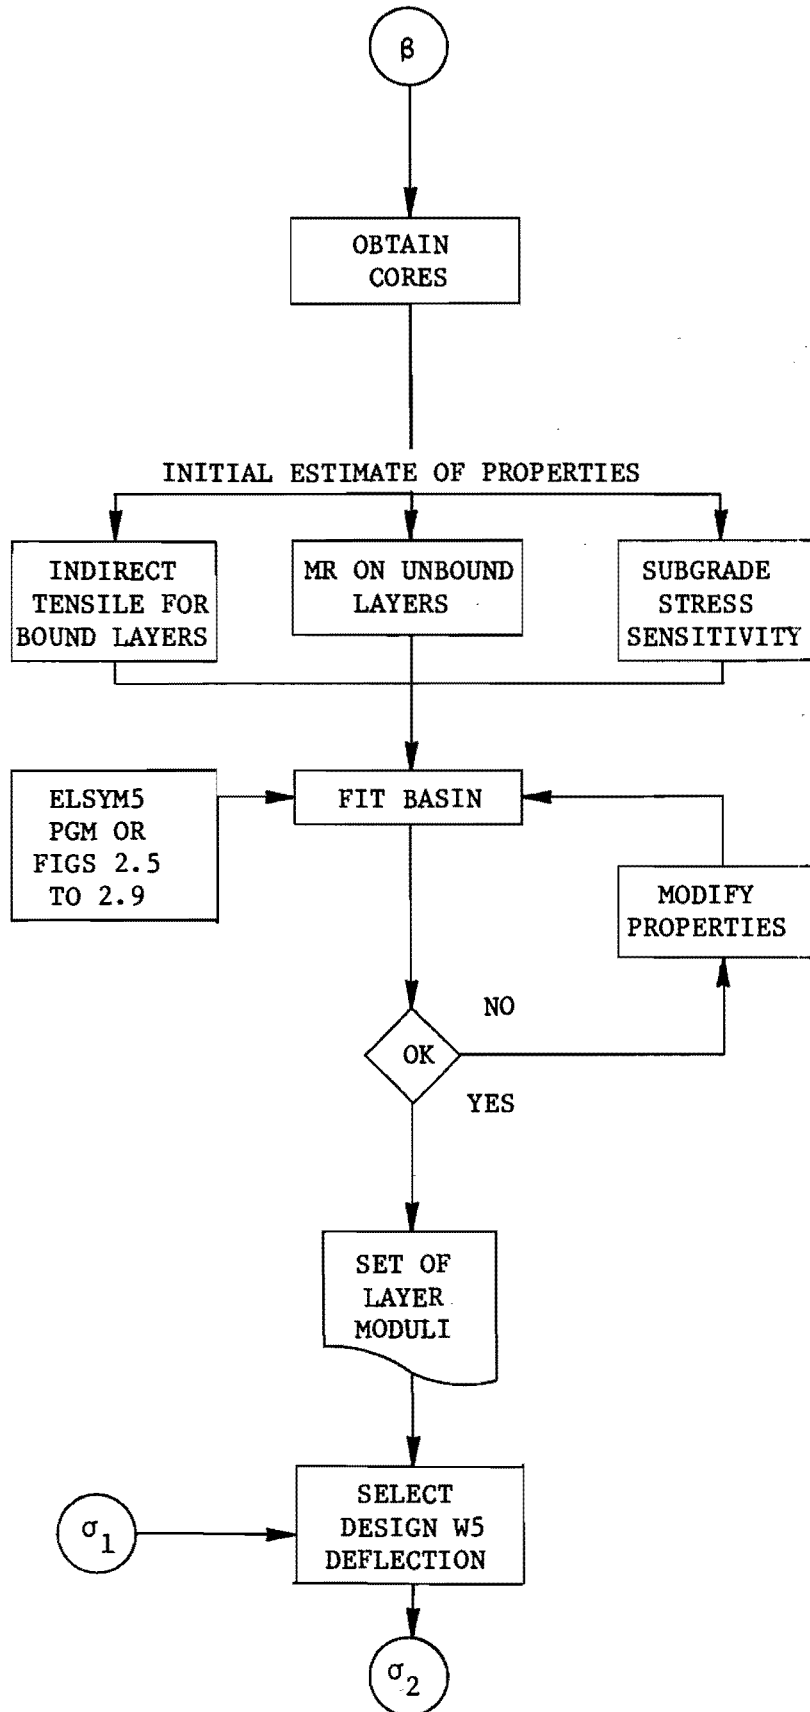 β
OBTAIN
CORES
INITIAL ESTIMATE OF PROPERTIES
INDIRECT
TENSILE FOR
BOUND LAYERS
MR ON UNBOUND
LAYERS
SUBGRADE
STRESS
SENSITIVITY
ELSYM5
PGM OR
FIGS 2.5
TO 2.9
FIT BASIN
MODIFY
PROPERTIES
NO
OK
YES
SET OF
LAYER
MODULI
SELECT
DESIGN W5
DEFLECTION
σ1
σ2